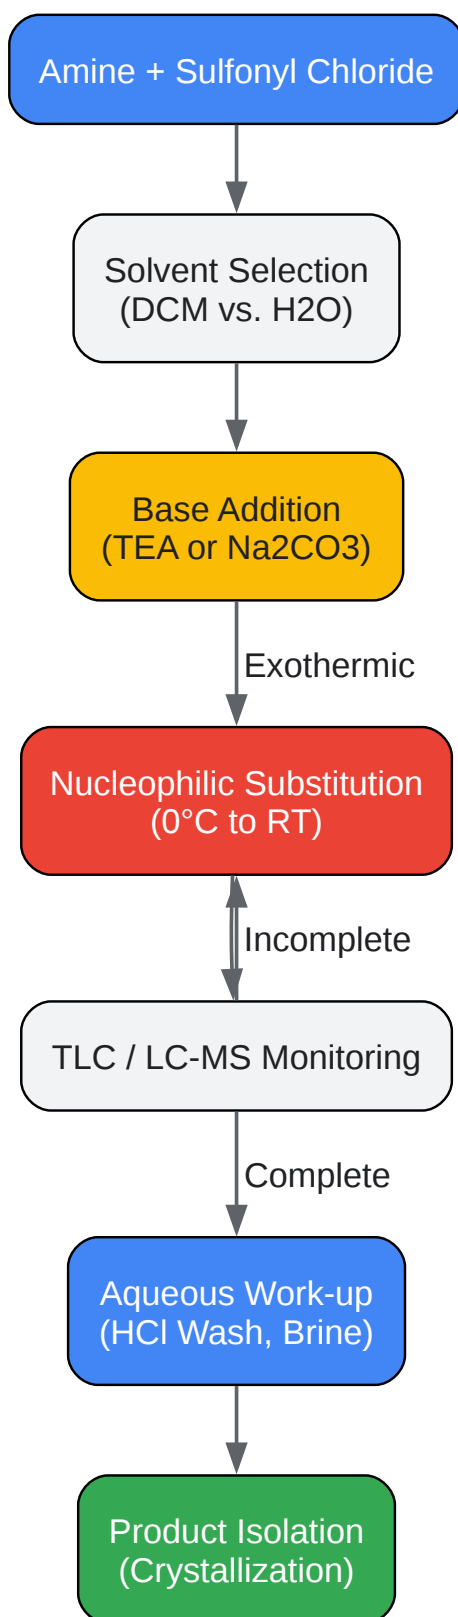 Amine + Sulfonyl Chloride
Solvent Selection
(DCM vs. H2O)
Base Addition
(TEA or Na2CO3)
Exothermic
Nucleophilic Substitution
(0°C to RT)
Incomplete
TLC / LC-MS Monitoring
Complete
Aqueous Work-up
(HCl Wash, Brine)
Product Isolation
(Crystallization)